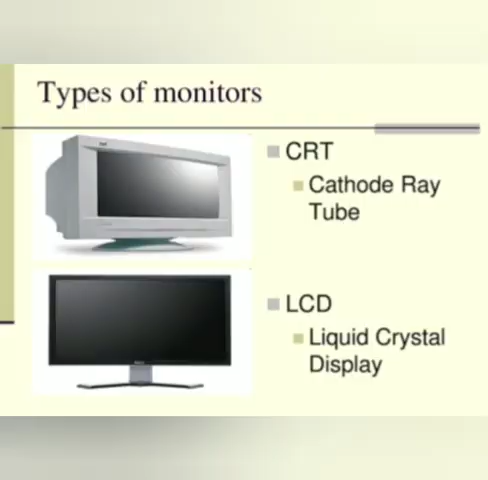 Types of monitors
CRT
Cathode Ray
Tube
LCD
Liquid Crystal
Display